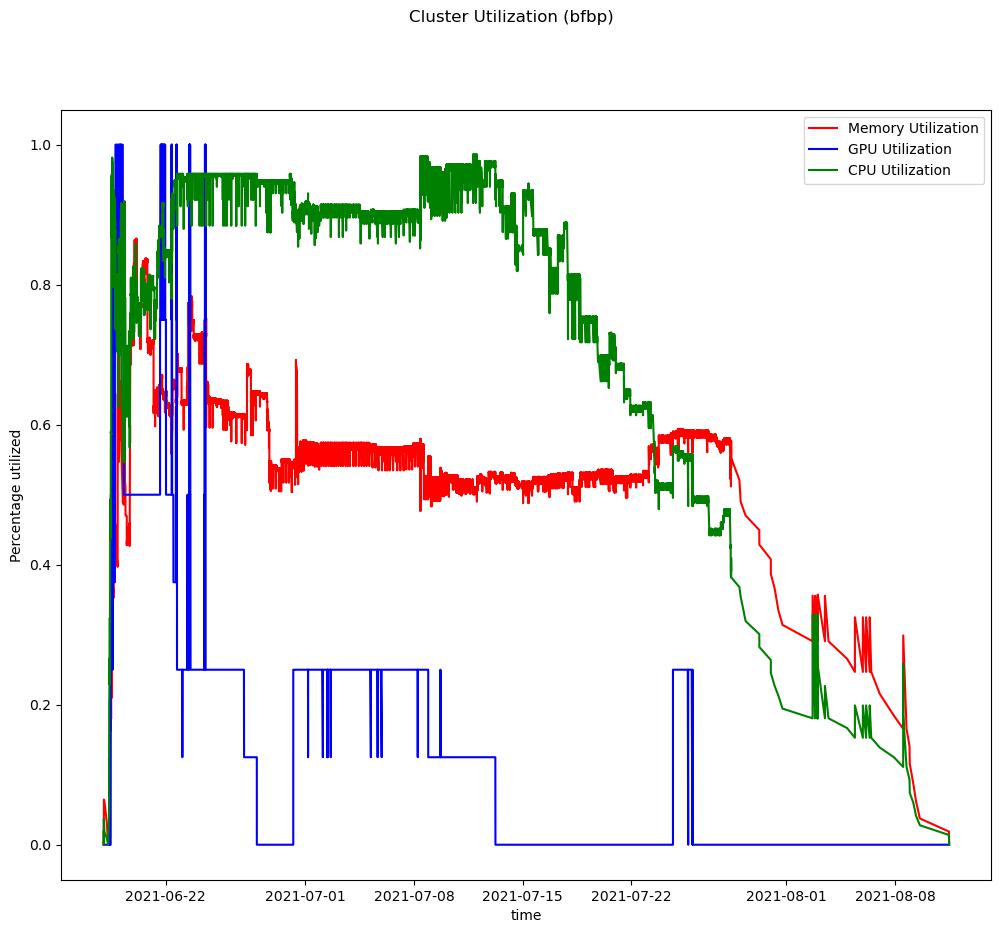 Cluster Utilization (bfbp)
Memory Utilization
GPU Utilization
CPU Utilization
Percentage utilized
1.0
0.8
0.6
0.4
0.2
0.0
2021-06-22
2021-07-01
2021-07-08
2021-07-15
2021-07-22
2021-08-01
2021-08-08
time